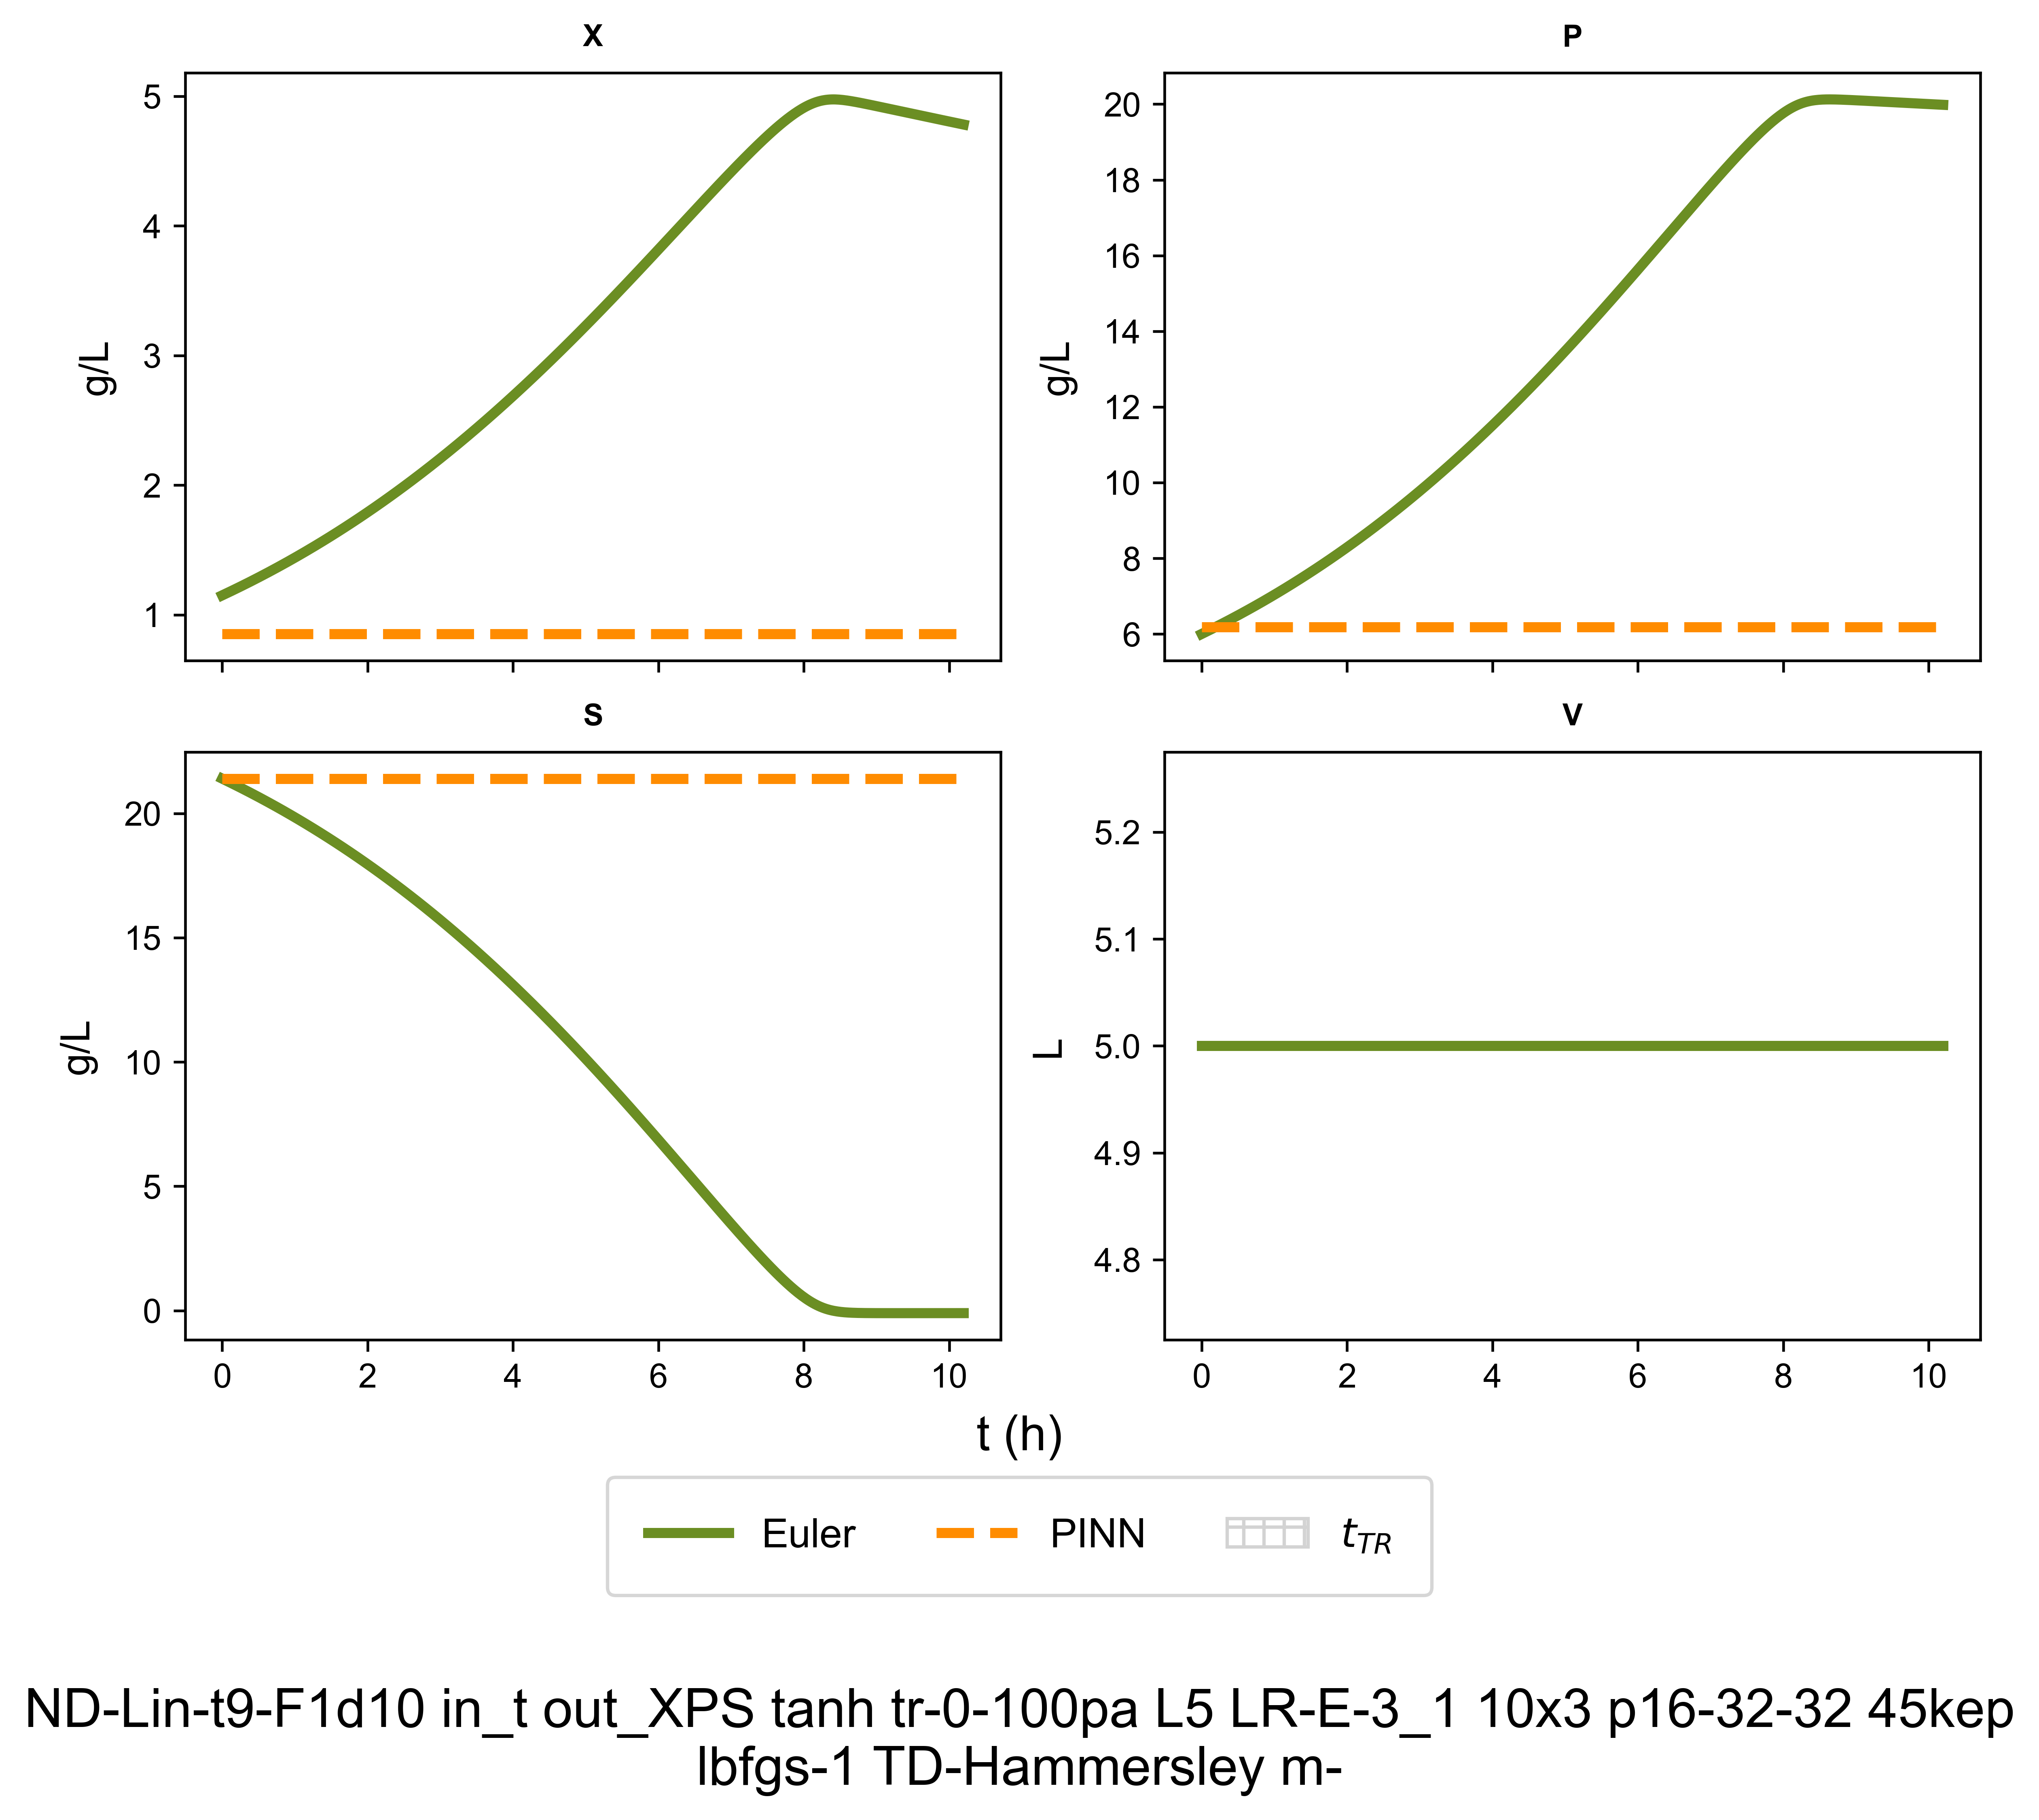 X
5
4
3
2
1
g/L
P
20
18
16
14
12
10
8
6
g/L
S
20
15
10
5
0
g/L
0 2 4 6 8 10
V
5.2
5.1
5.0
4.9
4.8
L
0 2 4 6 8 10
t (h)
Euler PINN t_TR
ND-Lin-t9-F1d10 in_t out_XPS tanh tr-0-100pa L5 LR-E-3_1 10x3 p16-32-32 45kep
lbfgs-1 TD-Hammersley m-